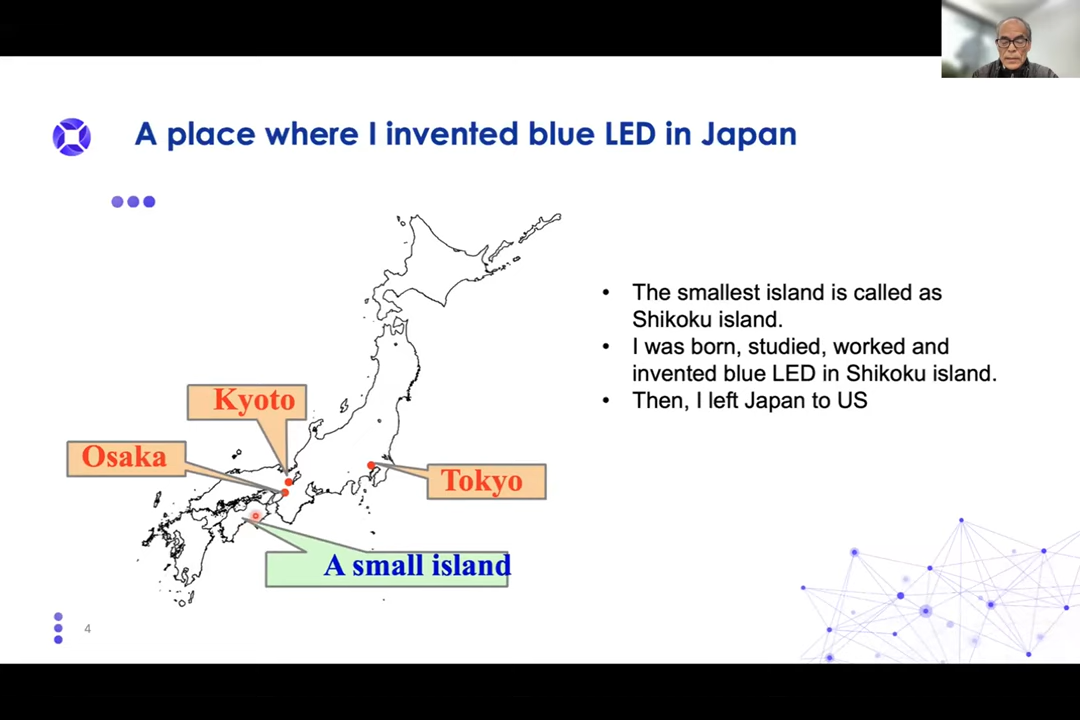 A place where I invented blue LED in Japan
Kyoto
Osaka
Tokyo
A small island
• The smallest island is called as
Shikoku island.
• I was born, studied, worked and
invented blue LED in Shikoku island.
• Then, I left Japan to US
4